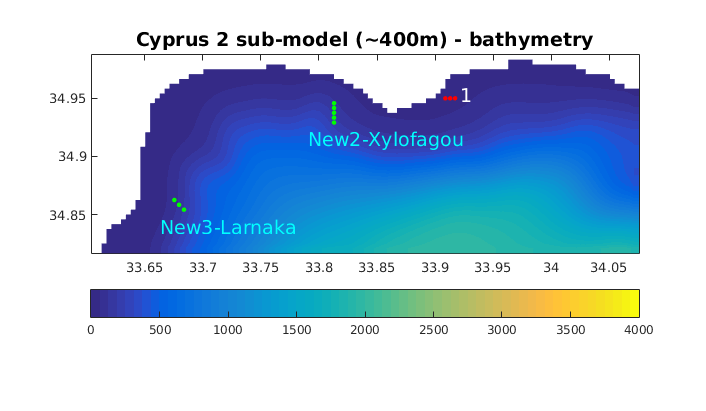 Cyprus 2 sub-model (~400m) - bathymetry
34.95
34.9
34.85
1
New2-Xylofagou
New3-Larnaka
33.65 33.7 33.75 33.8 33.85 33.9 33.95 34 34.05
0 500 1000 1500 2000 2500 3000 3500 4000